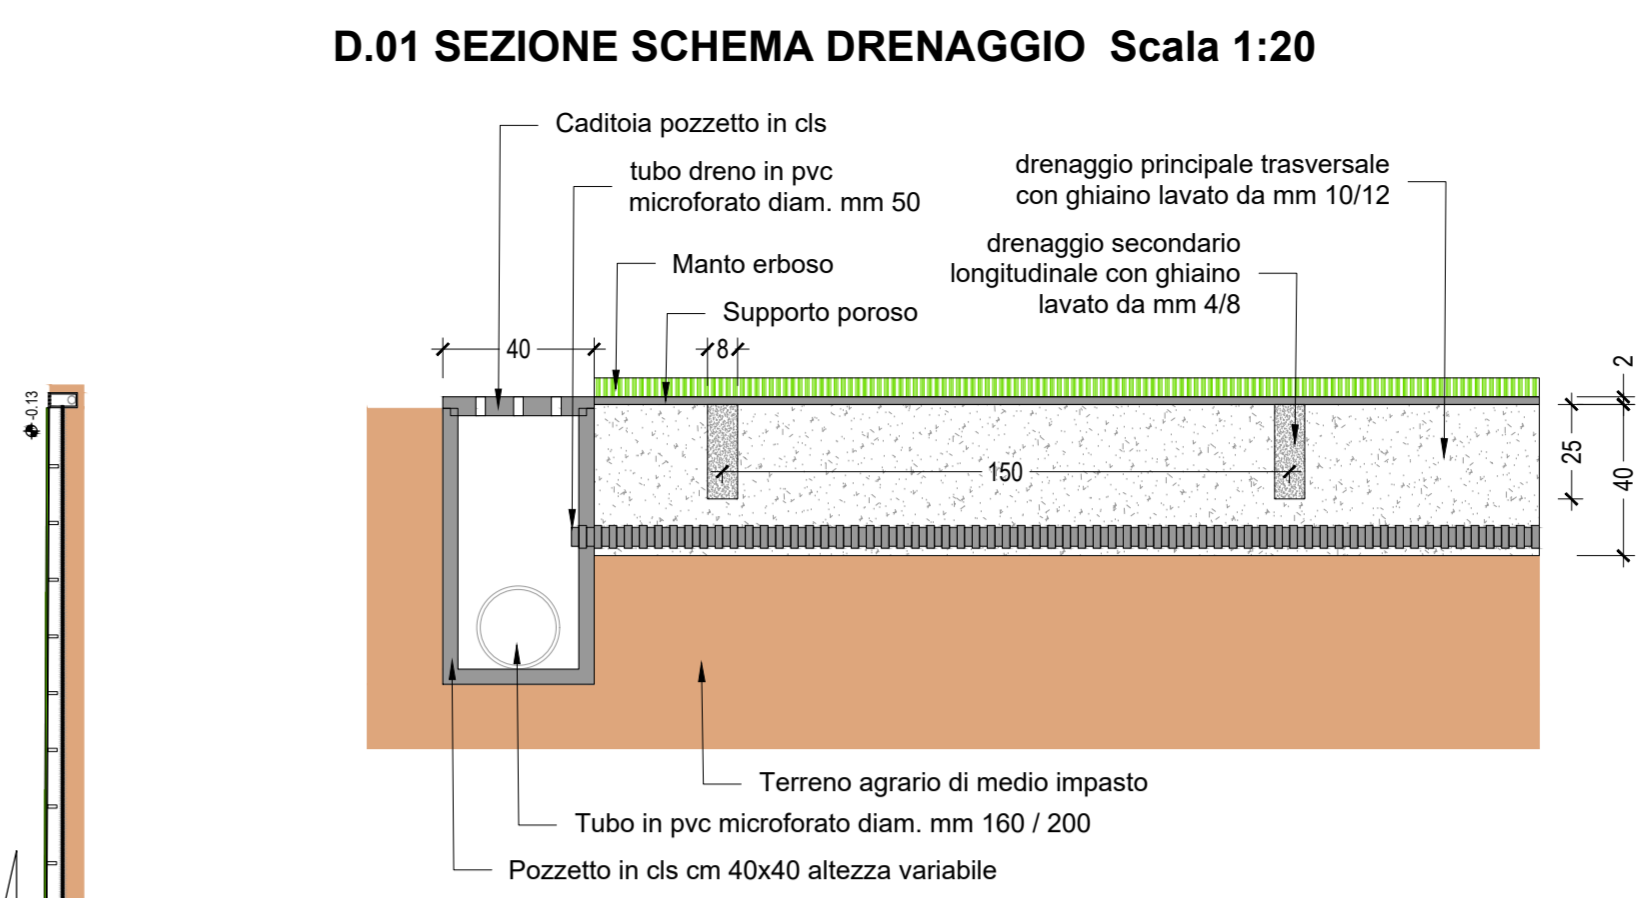 D.01 SEZIONE SCHEMA DRENAGGIO Scala 1:20
Caditoia pozzetto in cls
tubo dreno in pvc
microforato diam. mm 50
drenaggio principale trasversale
con ghiaino lavato da mm 10/12
Manto erboso
drenaggio secondario
longitudinale con ghiaino
lavato da mm 4/8
Supporto poroso
40
8
2
-0.13
150
25
40
Terreno agrario di medio impasto
Tubo in pvc microforato diam. mm 160 / 200
Pozzetto in cls cm 40x40 altezza variabile